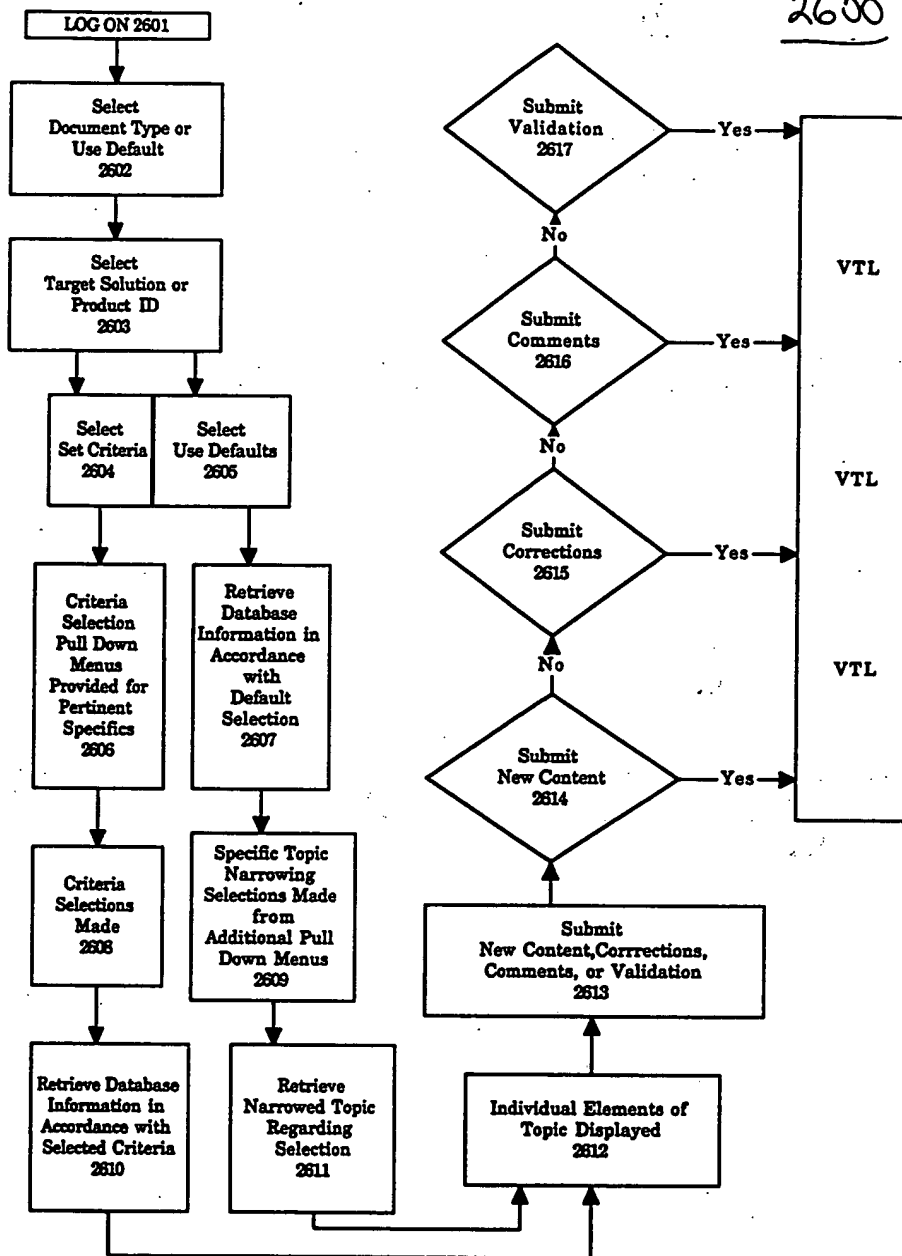 2600
LOG ON 2601
Select
Document Type or
Use Default
2602
Select
Target Solution or
Product ID
2603
Select
Set Criteria
2604
Select
Use Defaults
2605
Criteria
Selection
Pull Down
Menus
Provided for
Pertinent
Specifics
2606
Retrieve
Database
Information in
Accordance
with
Default
Selection
2607
Criteria
Selections
Made
2608
Specific Topic
Narrowing
Selections Made
from
Additional Pull
Down Menus
2609
Retrieve Database
Information in
Accordance with
Selected Criteria
2610
Retrieve
Narrowed Topic
Regarding
Selection
2611
Individual Elements of
Topic Displayed
2612
Submit
New Content,Corrrections,
Comments, or Validation
2613
Submit
New Content
2614
Yes
No
Submit
Corrections
2615
Yes
No
Submit
Comments
2616
Yes
No
Submit
Validation
2617
Yes
VTL
VTL
VTL